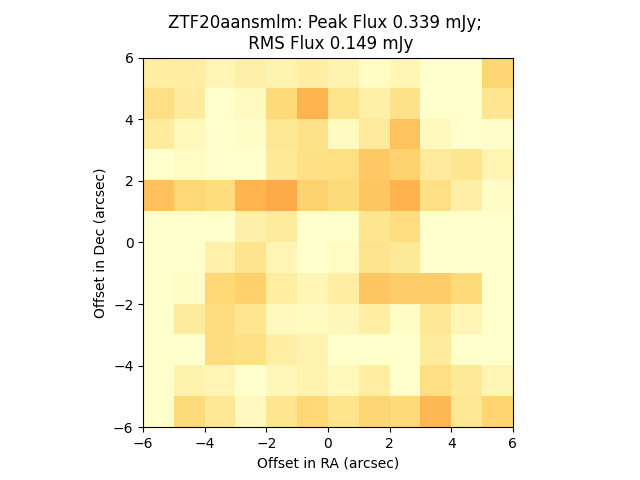 ZTF20aansmlm: Peak Flux 0.339 mJy;
RMS Flux 0.149 mJy
6
4
2
0
−2
−4
−6
Offset in Dec (arcsec)
−6 −4 −2 0 2 4 6
Offset in RA (arcsec)